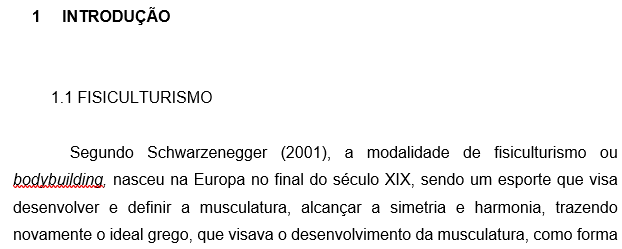 1 INTRODUÇÃO
1.1 FISICULTURISMO
Segundo Schwarzenegger (2001), a modalidade de fisiculturismo ou
bodybuilding, nasceu na Europa no final do século XIX, sendo um esporte que visa
desenvolver e definir a musculatura, alcançar a simetria e harmonia, trazendo
novamente o ideal grego, que visava o desenvolvimento da musculatura, como forma